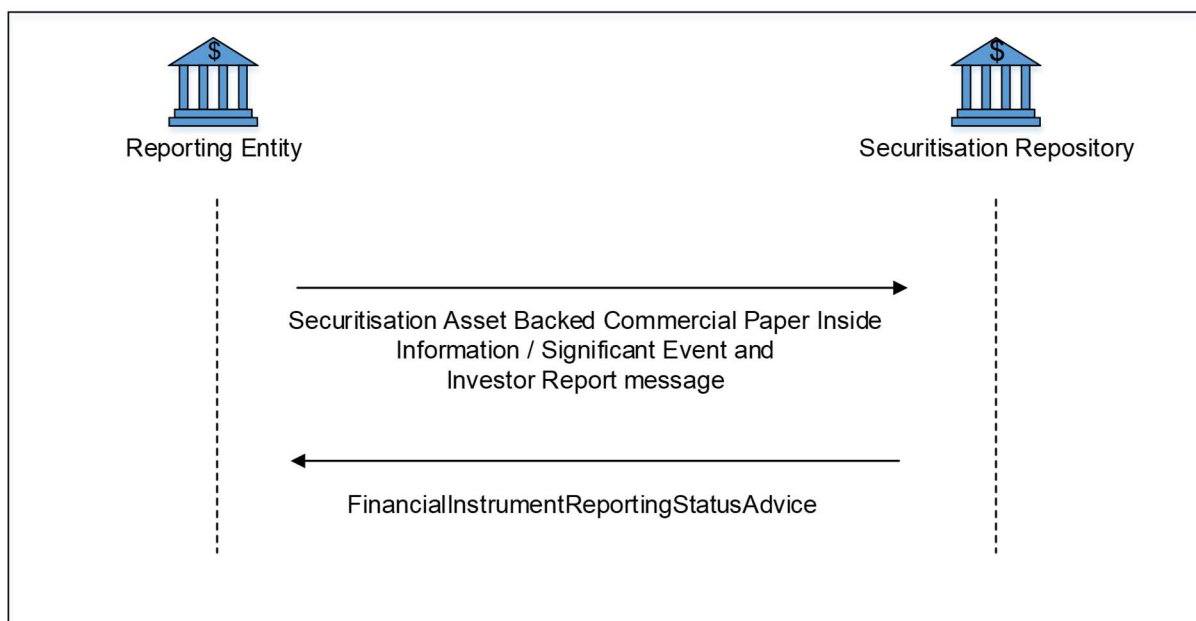 $
$
Reporting Entity
Securitisation Repository
Securitisation Asset Backed Commercial Paper Inside
Information / Significant Event and
Investor Report message
FinancialInstrumentReportingStatusAdvice